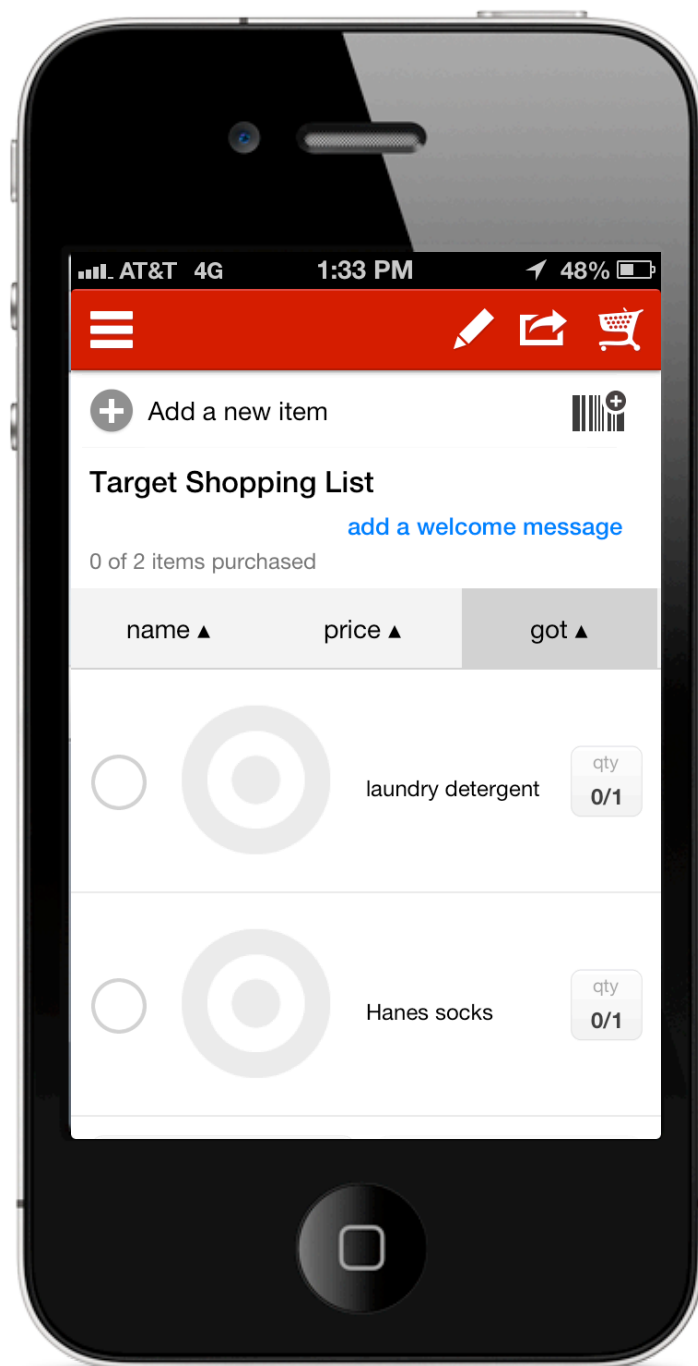 AT&T 4G 1:33 PM 48%
Add a new item
Target Shopping List
add a welcome message
0 of 2 items purchased
name ▲ price ▲ got ▲
qty
laundry detergent 0/1
qty
Hanes socks 0/1